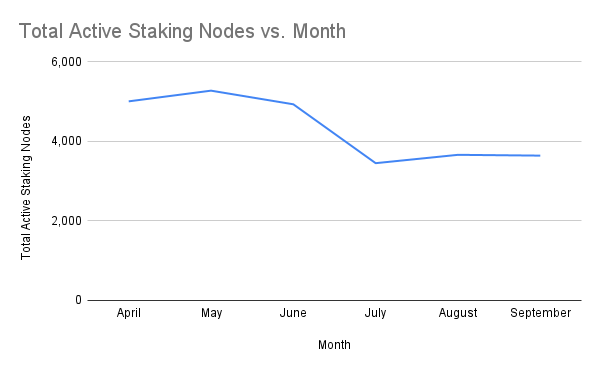 Total Active Staking Nodes vs. Month
6,000
4,000
2,000
0
Total Active Staking Nodes
April May June July August September
Month